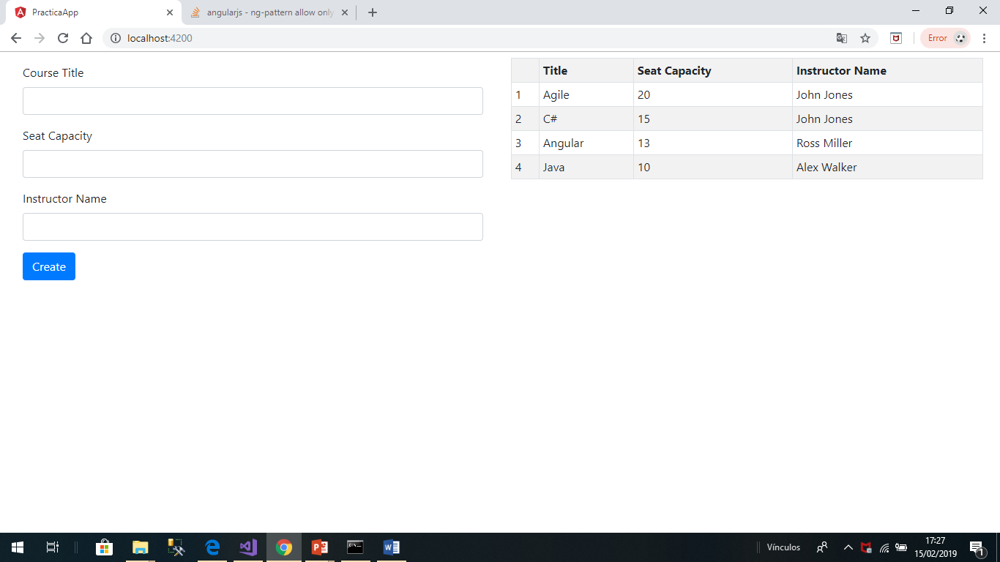 PracticaApp
angularjs - ng-pattern allow only
localhost:4200
Error
Course Title
Seat Capacity
Instructor Name
Create
Title Seat Capacity Instructor Name
1 Agile 20 John Jones
2 C# 15 John Jones
3 Angular 13 Ross Miller
4 Java 10 Alex Walker
Vínculos
17:27
15/02/2019
1